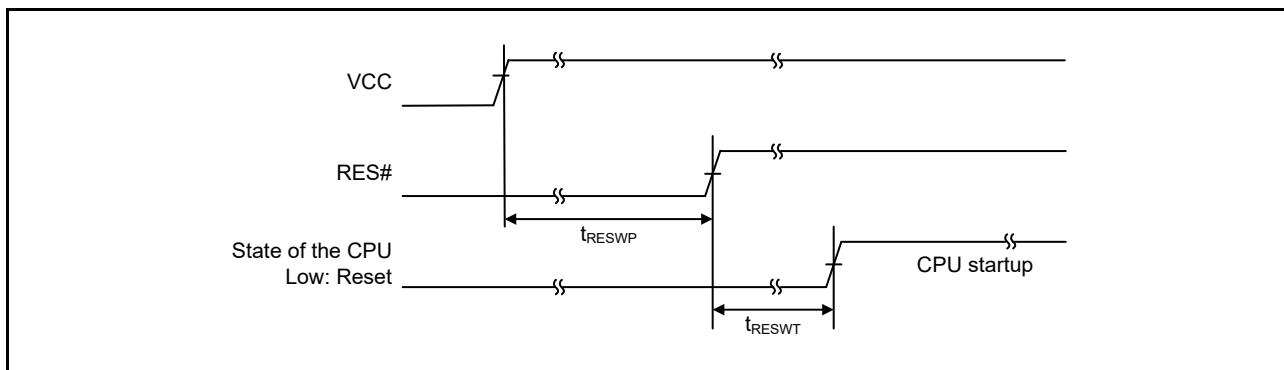 VCC
RES#
tRESWP
State of the CPU
Low: Reset
CPU startup
tRESWT